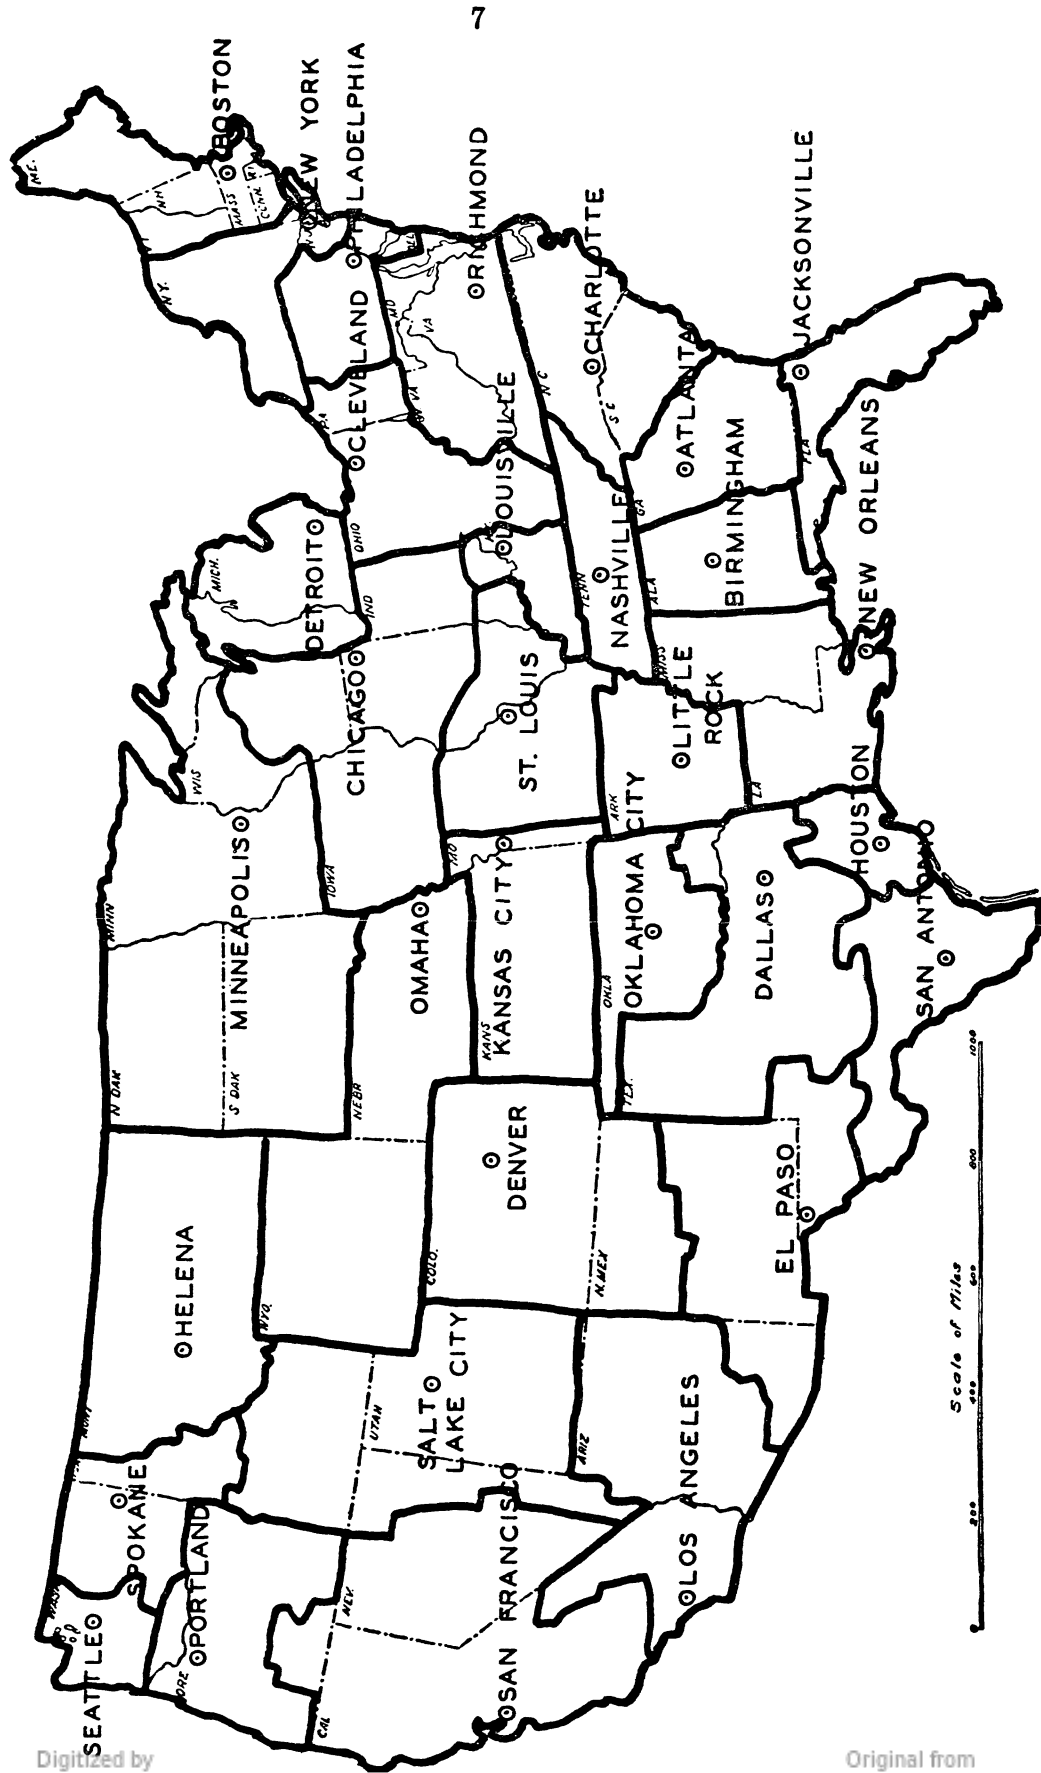 7
SEATTLE
SPOKANE
PORTLAND
HELENA
MINNEAPOLIS
DETROIT
BOSTON
NEW YORK
PHILADELPHIA
CLEVELAND
CHICAGO
OMAHA
SALT
LAKE CITY
DENVER
KANSAS CITY
ST. LOUIS
LOUISVILLE
RICHMOND
SAN FRANCISCO
LOS ANGELES
EL PASO
OKLAHOMA CITY
DALLAS
LITTLE
ROCK
NASHVILLE
CHARLOTTE
ATLANTA
BIRMINGHAM
JACKSONVILLE
HOUSTON
NEW ORLEANS
SAN ANTONIO
WASH
ORE
CAL
NEV.
MONT
WYO.
UTAH
COLO.
ARIZ
N. MEX
N DAK
S DAK
NEBR
KANS
OKLA
TEX.
MINN
IOWA
MO
ARK
LA
WIS
MICH.
IND
OHIO
TENN
MISS
ALA
GA
FLA
S C
N C
VA
W VA
MD
DEL
PA
N.Y.
NH
MASS
CONN
RI
ME.
Scale of Miles
0 200 400 600 800 1000
Digitized by
Original from